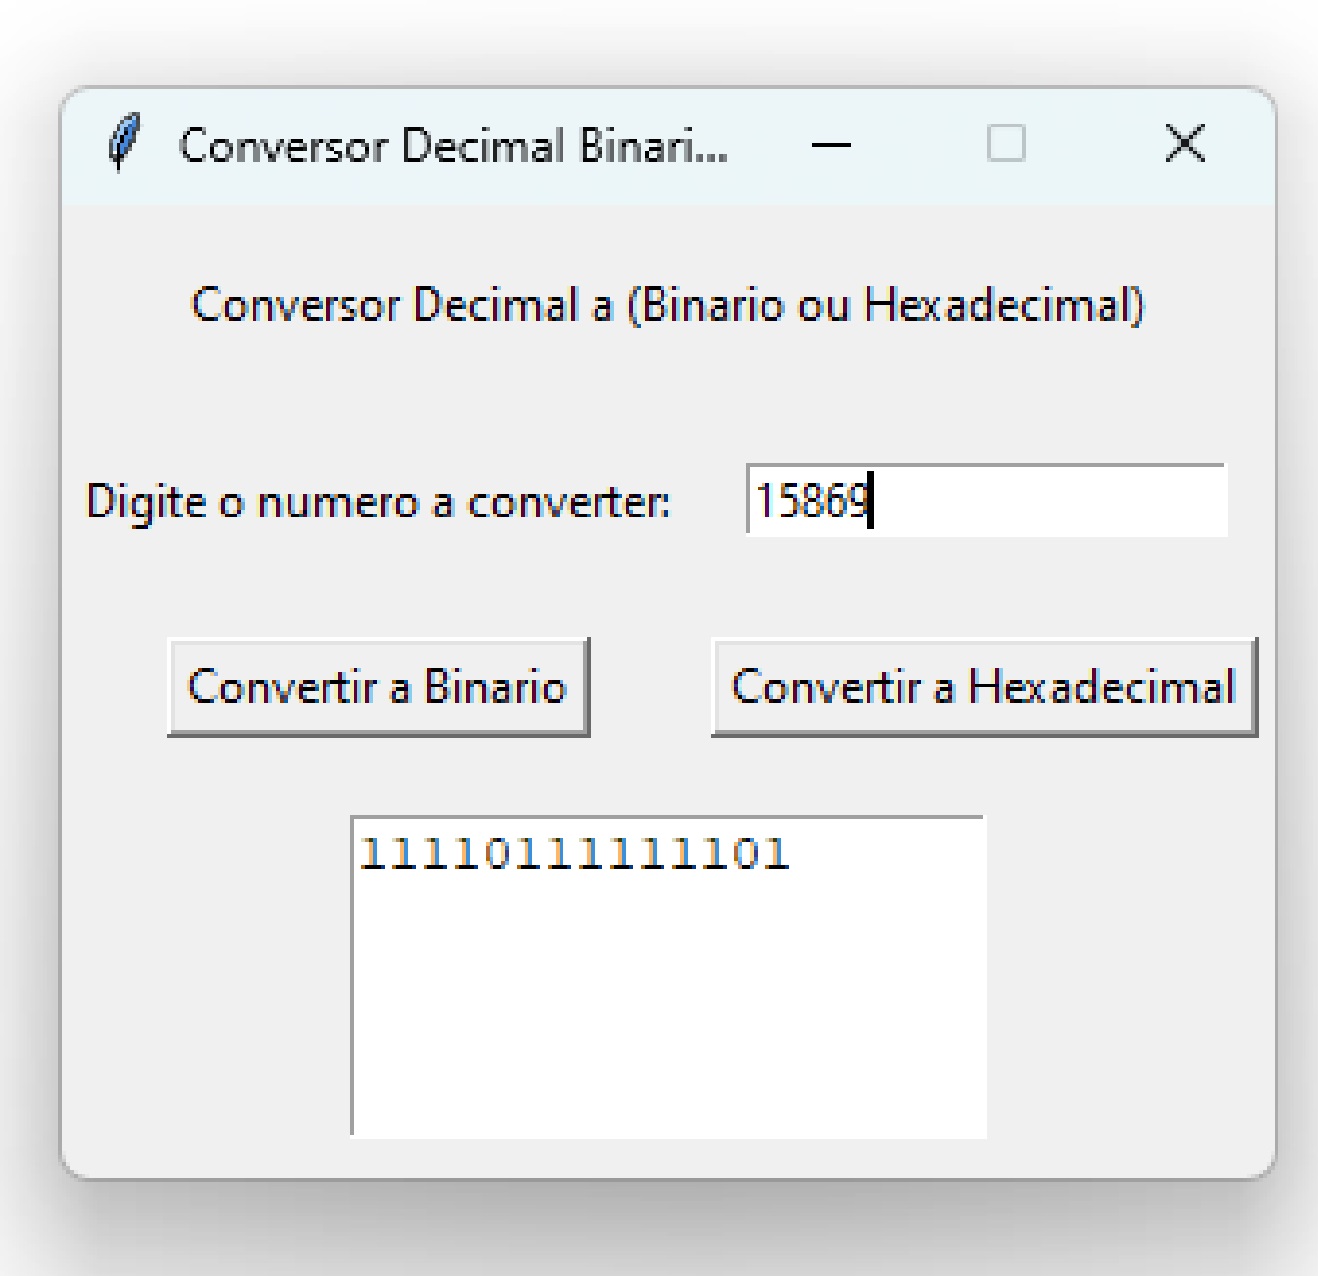 Conversor Decimal Binari...
Conversor Decimal a (Binario ou Hexadecimal)
Digite o numero a converter: 15869
Convertir a Binario Convertir a Hexadecimal
11110111111101